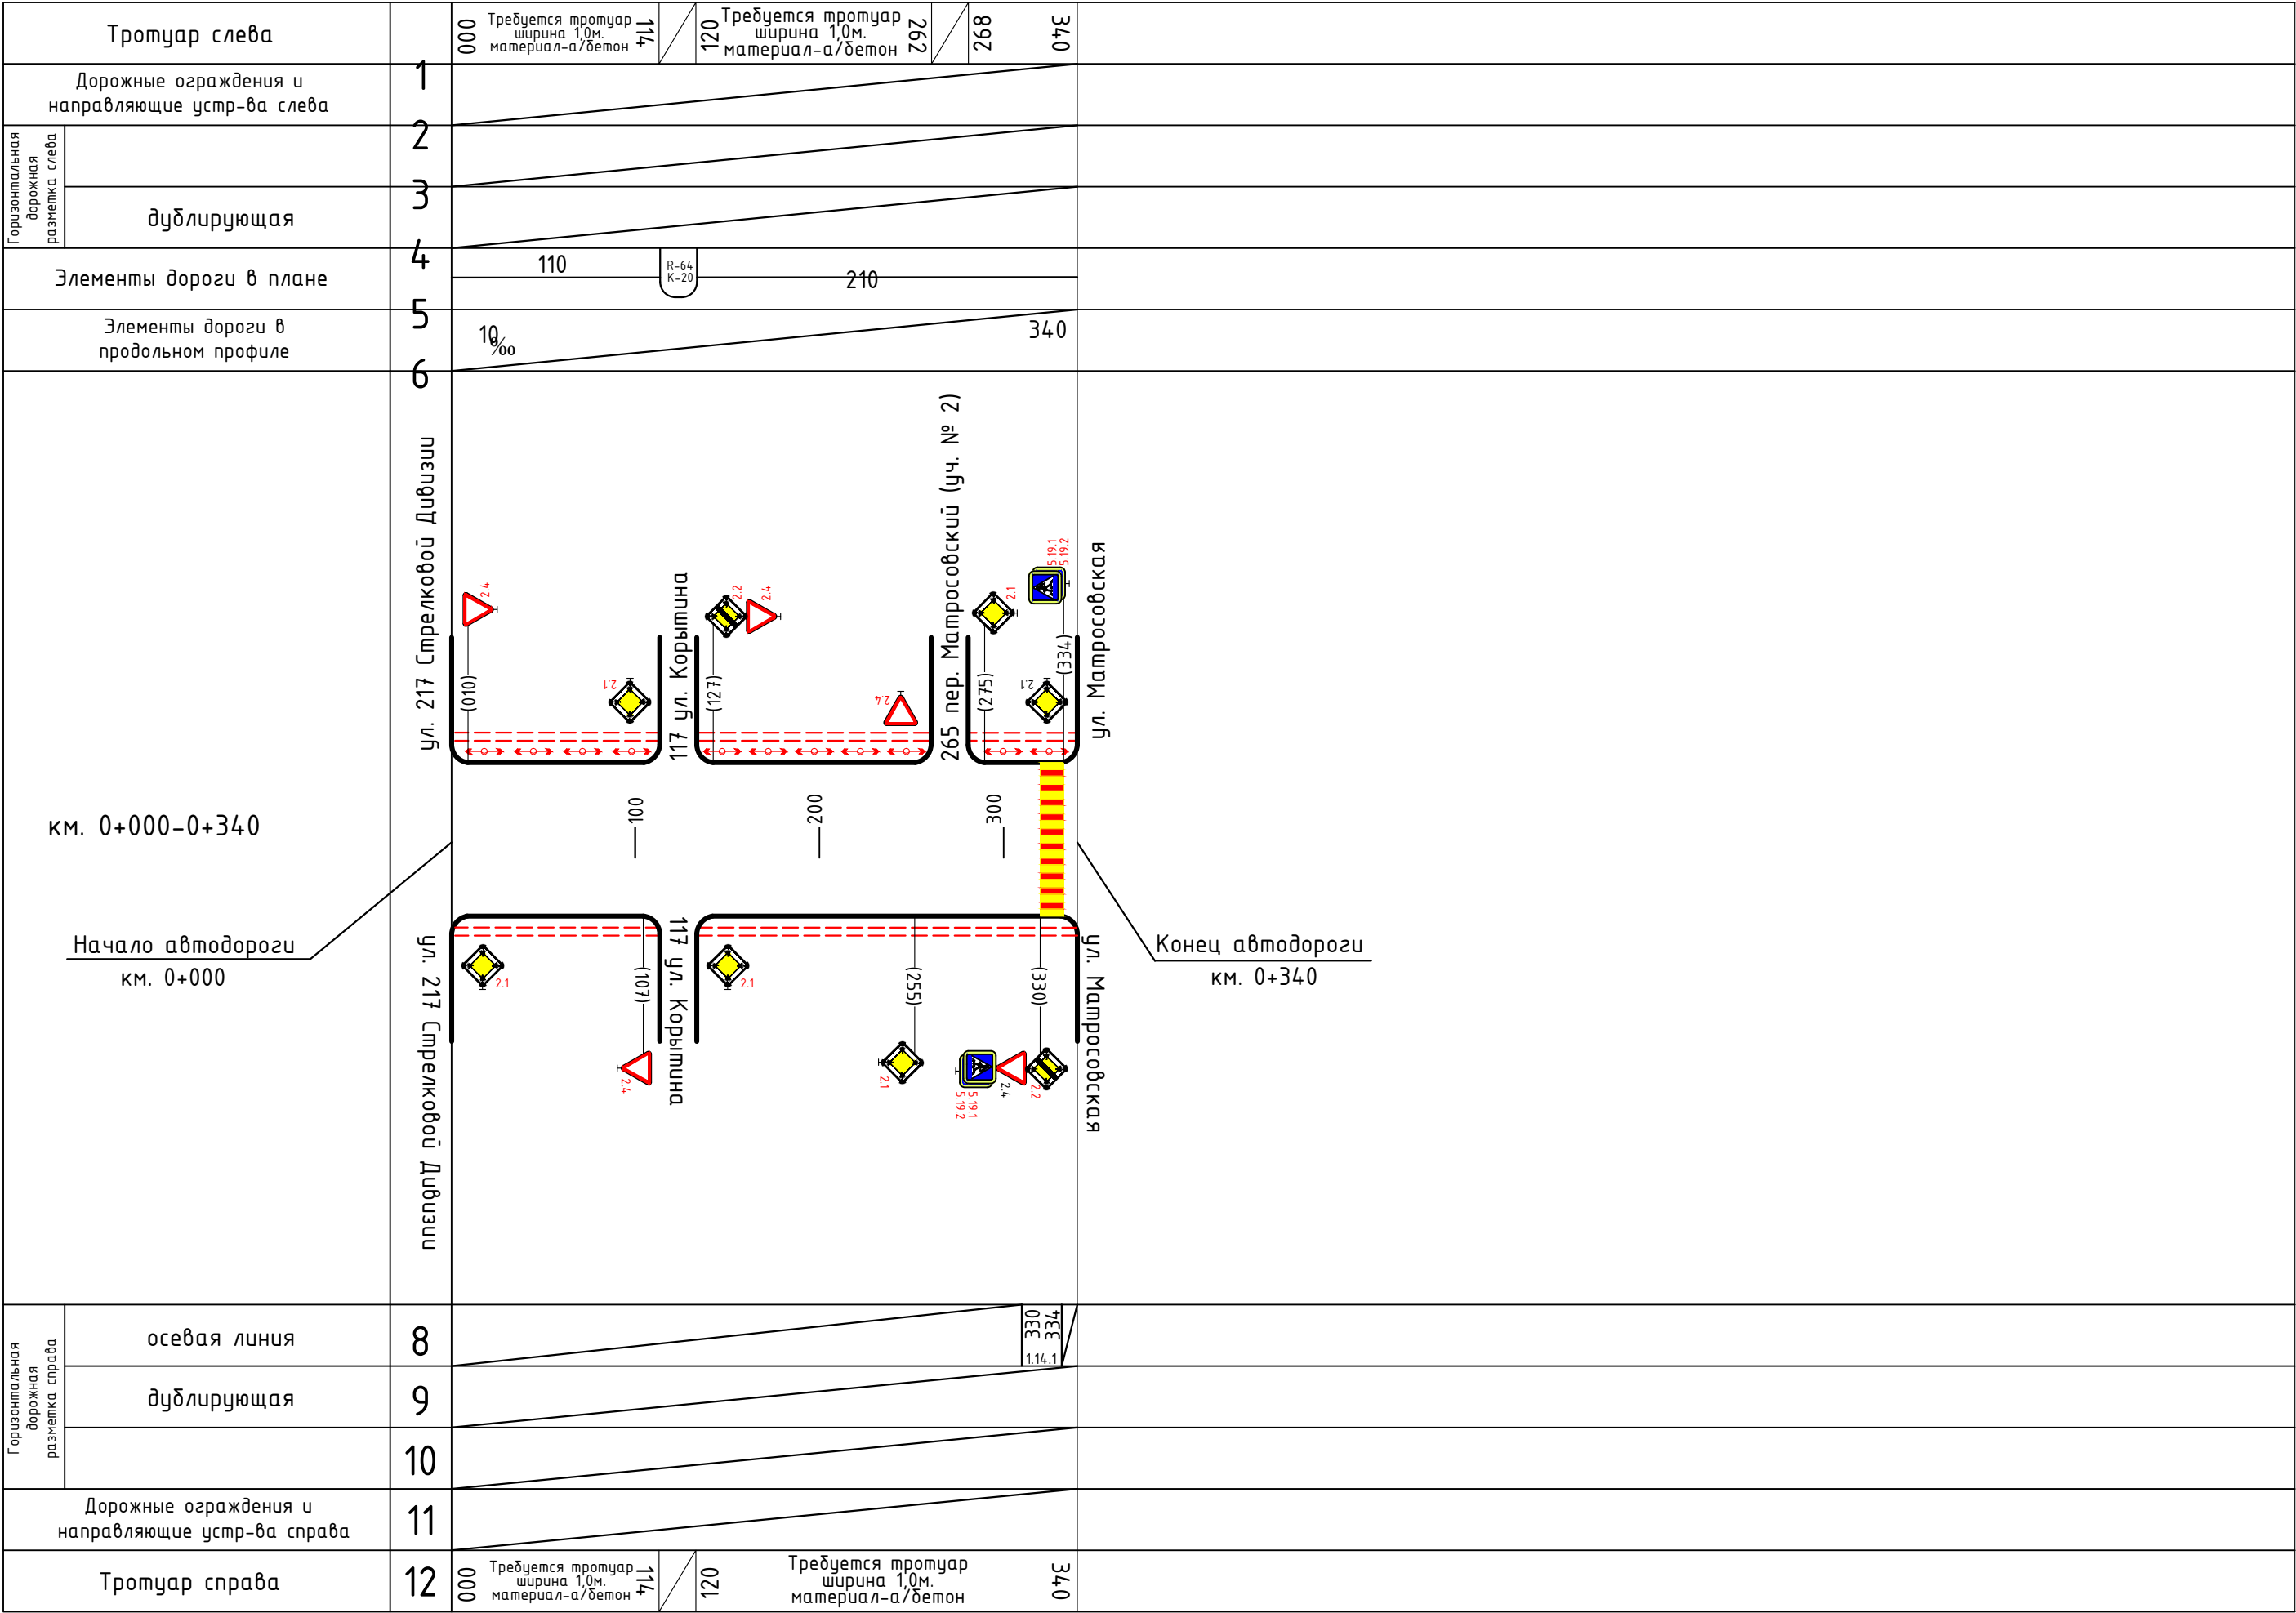 Тротуар слева
000
Требуется тротуар
ширина 1,0м.
материал-а/бетон
114
120
Требуется тротуар
ширина 1,0м.
материал-а/бетон
262
268
340
1
Дорожные ограждения и
направляющие устр-ва слева
2
Горизонтальная
дорожная
разметка слева
3
дублирующая
4
Элементы дороги в плане
110
R-64
K-20
210
5
Элементы дороги в
продольном профиле
10
‰
340
6
ул. 217 Стрелковой Дивизии
117 ул. Корытина
265 пер. Матросовский (уч. № 2)
ул. Матросовская
2.4
(010)
2.1
2.2
2.4
(127)
2.4
2.1
(275)
5.19.1
5.19.2
(334)
2.1
км. 0+000-0+340
100
200
300
Начало автодороги
км. 0+000
Конец автодороги
км. 0+340
ул. 217 Стрелковой Дивизии
117 ул. Корытина
ул. Матросовская
2.1
(107)
2.4
2.1
(255)
2.1
(330)
5.19.1
5.19.2
2.4
2.2
Горизонтальная
дорожная
разметка справа
осевая линия
8
330
334
1.14.1
дублирующая
9
10
Дорожные ограждения и
направляющие устр-ва справа
11
Тротуар справа
12
000
Требуется тротуар
ширина 1,0м.
материал-а/бетон
114
120
Требуется тротуар
ширина 1,0м.
материал-а/бетон
340